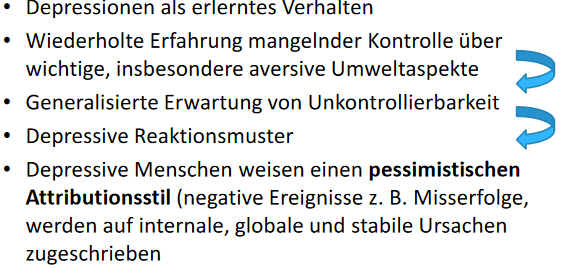 • Depressionen als erlerntes Verhalten
• Wiederholte Erfahrung mangelnder Kontrolle über
wichtige, insbesondere aversive Umweltaspekte
• Generalisierte Erwartung von Unkontrollierbarkeit
• Depressive Reaktionsmuster
• Depressive Menschen weisen einen pessimistischen
Attributionsstil (negative Ereignisse z. B. Misserfolge,
werden auf internale, globale und stabile Ursachen
zugeschrieben